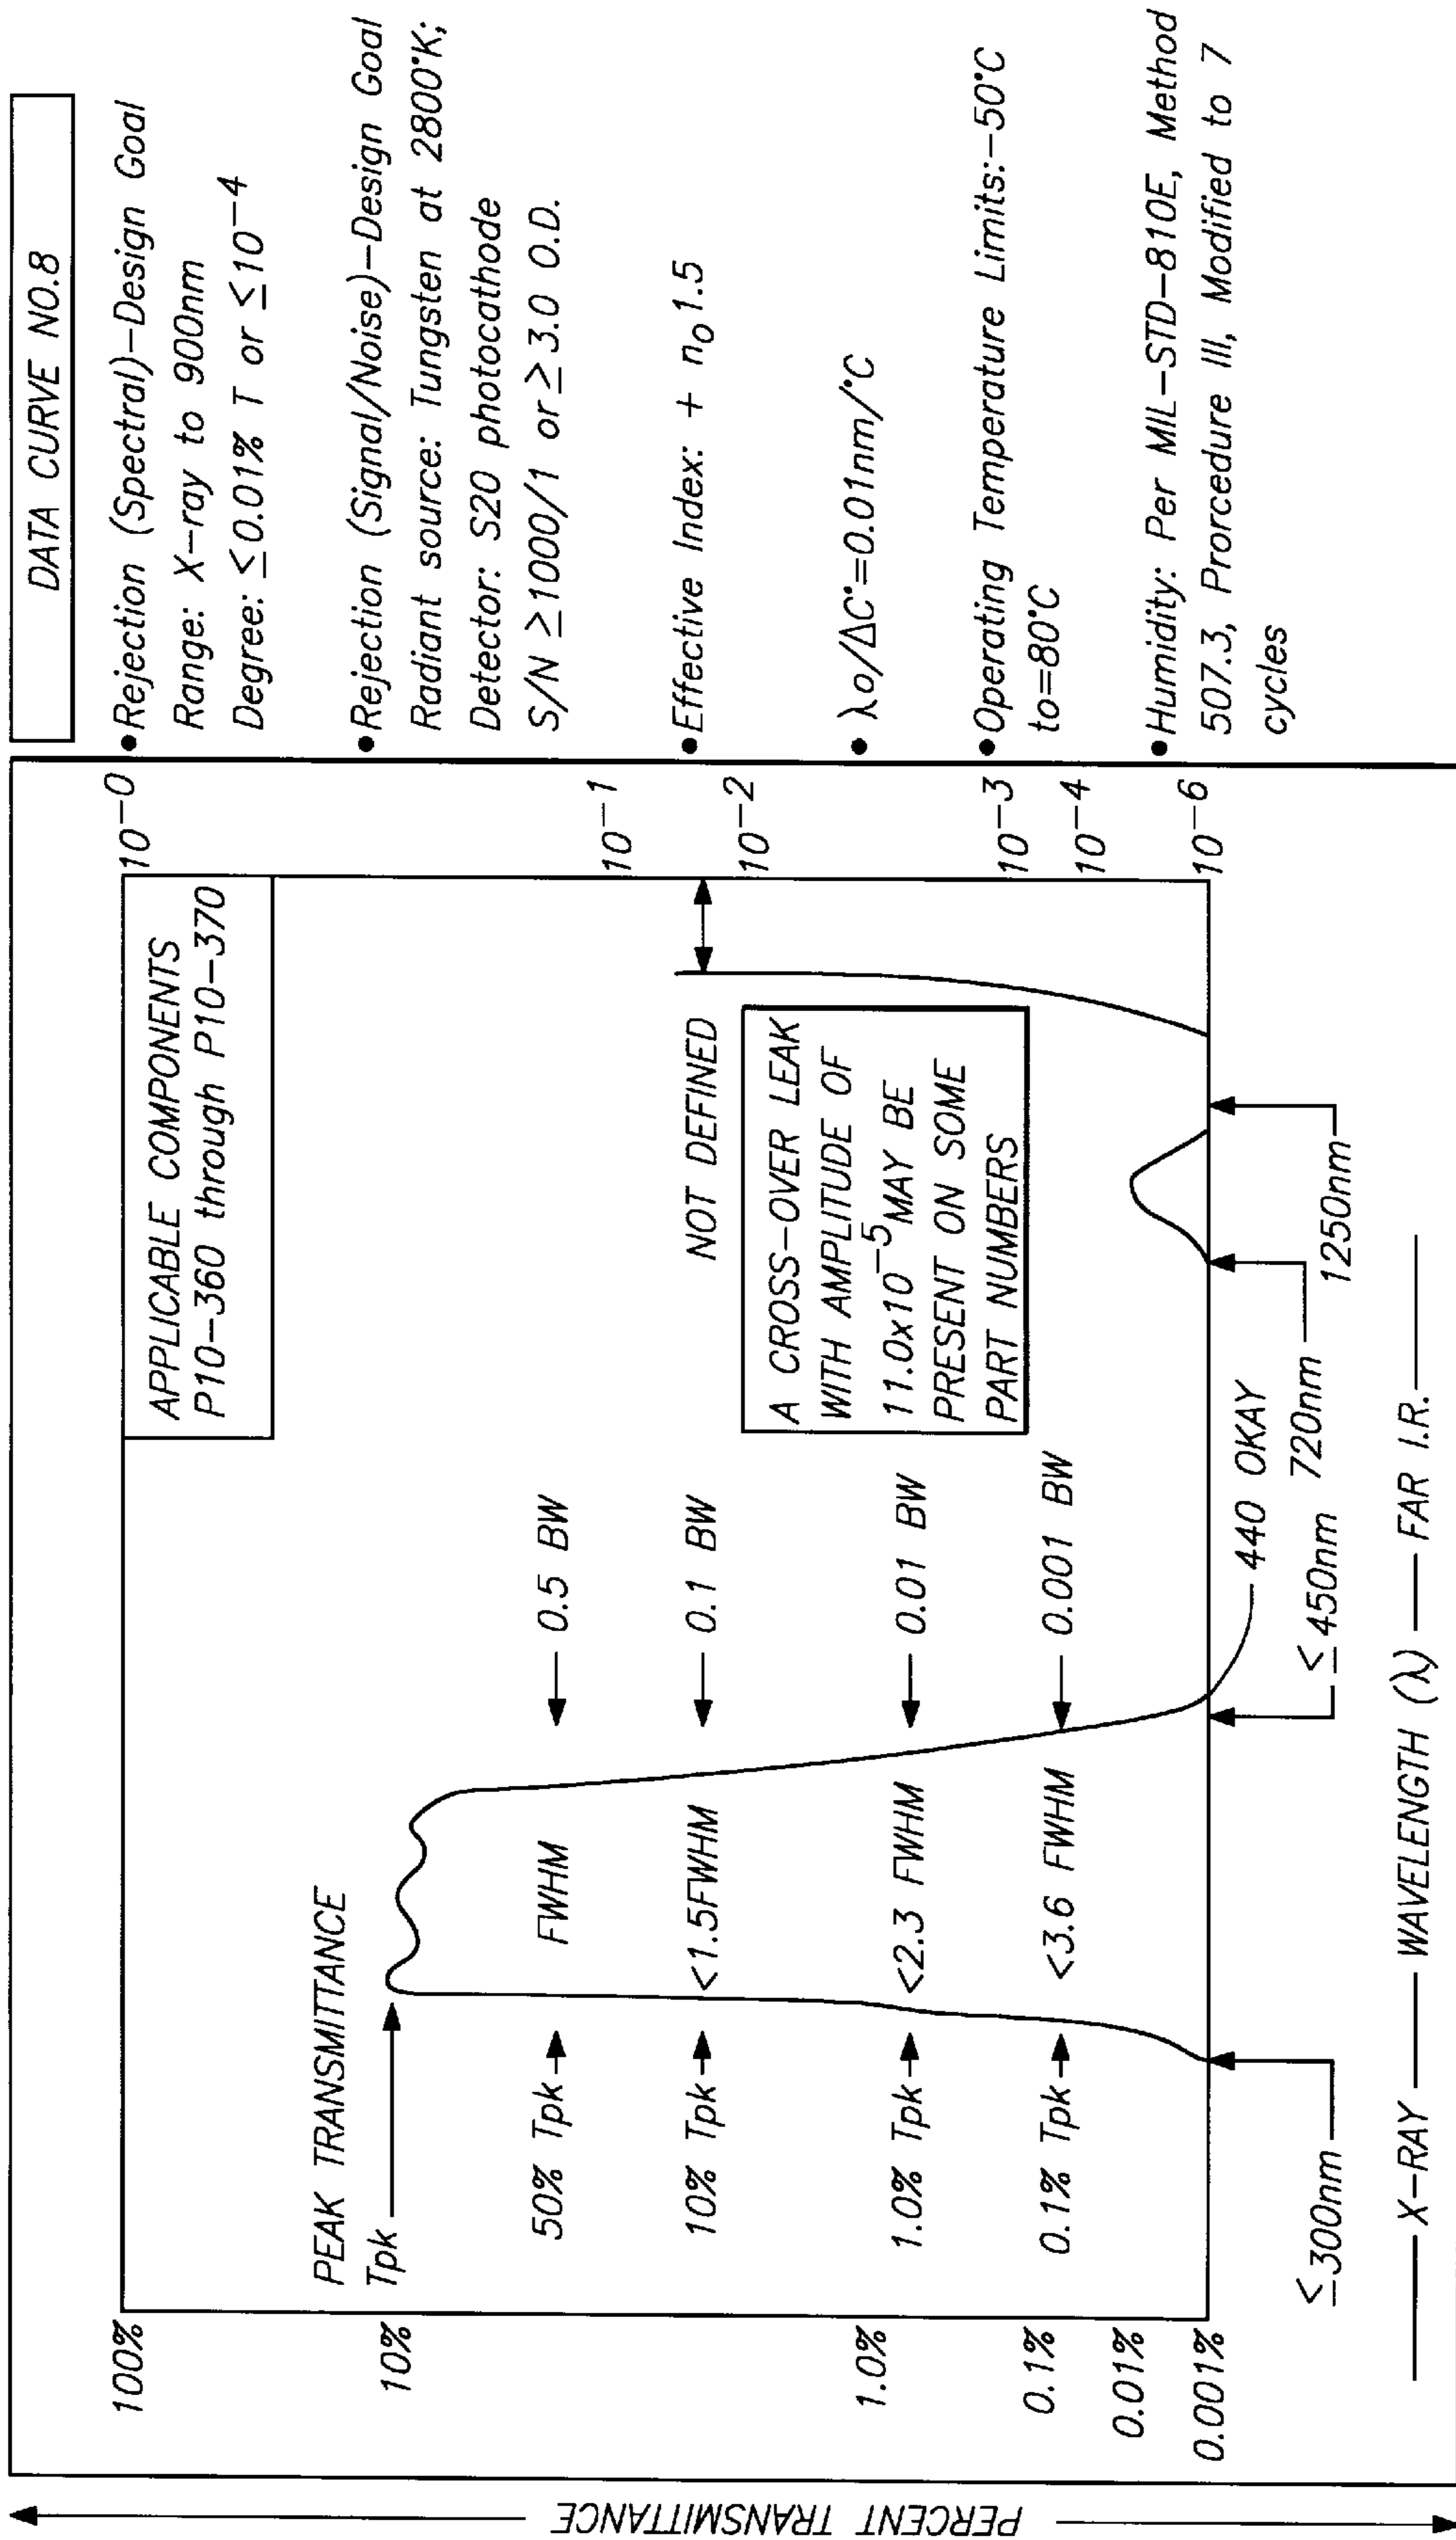 DATA CURVE NO.8
•Rejection (Spectral)–Design Goal
Range: X–ray to 900nm
Degree: ≤0.01% T or ≤10−4
•Rejection (Signal/Noise)–Design Goal
Radiant source: Tungsten at 2800°K;
Detector: S20 photocathode
S/N ≥1000/1 or ≥3.0 O.D.
•Effective Index: + no 1.5
• λo/ΔC°=0.01nm/°C
•Operating Temperature Limits:–50°C
to=80°C
•Humidity: Per MIL–STD–810E, Method
507.3, Prorcedure III, Modified to 7
cycles
PERCENT TRANSMITTANCE
100%
10%
1.0%
0.1%
0.01%
0.001%
10−0
10−1
10−2
10−3
10−4
10−6
APPLICABLE COMPONENTS
P10–360 through P10–370
PEAK TRANSMITTANCE
Tpk
50% Tpk
FWHM
0.5 BW
10% Tpk
<1.5FWHM
0.1 BW
1.0% Tpk
<2.3 FWHM
0.01 BW
0.1% Tpk
<3.6 FWHM
0.001 BW
NOT DEFINED
A CROSS–OVER LEAK
WITH AMPLITUDE OF
11.0x10−5 MAY BE
PRESENT ON SOME
PART NUMBERS
440 OKAY
≤300nm
≤450nm
720nm
1250nm
X–RAY
WAVELENGTH (λ)
FAR I.R.